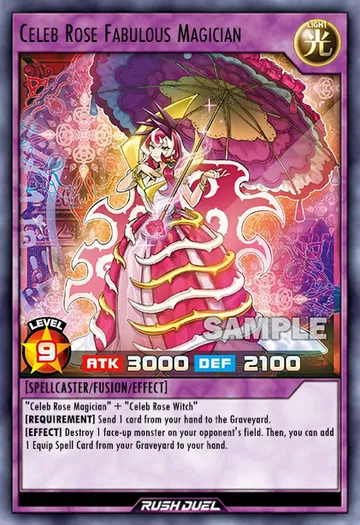 CELEB ROSE FABULOUS MAGICIAN
LIGHT
光
SAMPLE
LEVEL
9
ATK 3000 DEF 2100
[SPELLCASTER/FUSION/EFFECT]
"Celeb Rose Magician" + "Celeb Rose Witch"
[REQUIREMENT] Send 1 card from your hand to the Graveyard.
[EFFECT] Destroy 1 face-up monster on your opponent's field. Then, you can
add 1 Equip Spell Card from your Graveyard to your hand.
RUSH DUEL